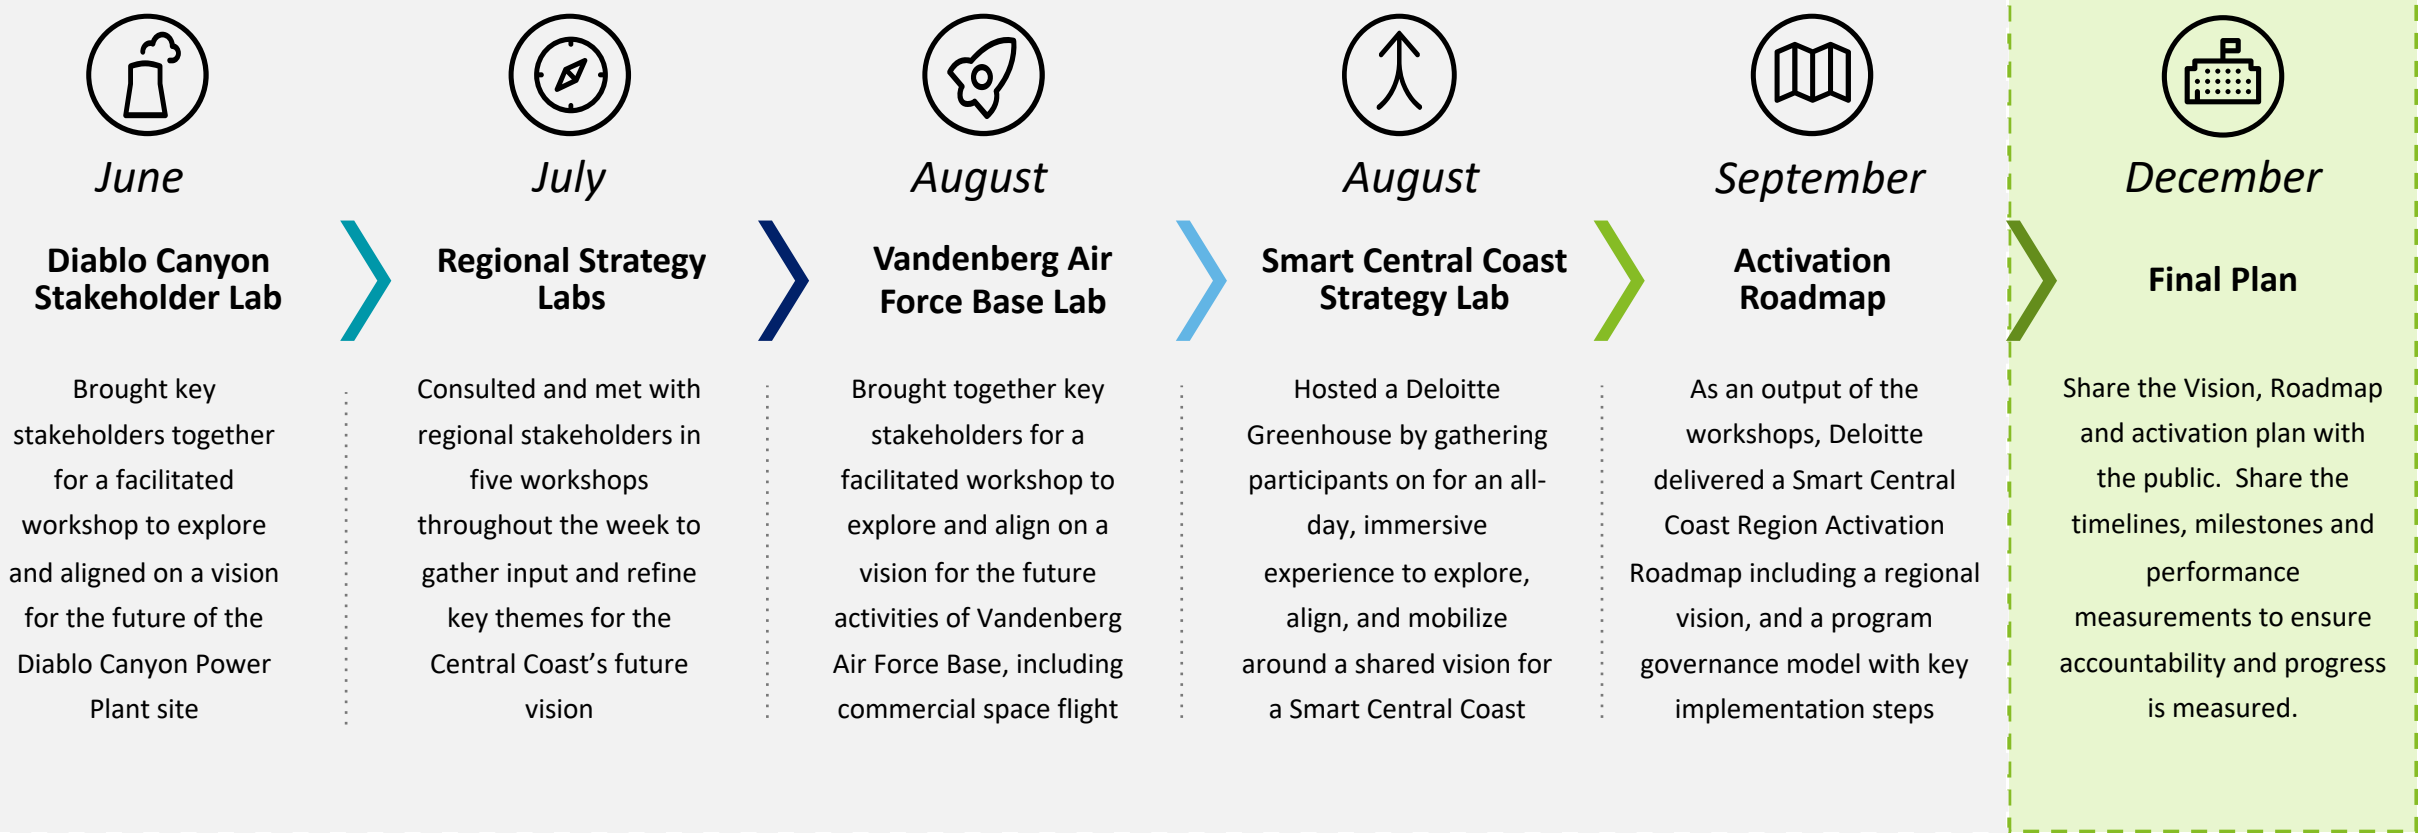 June
Diablo Canyon
Stakeholder Lab
Brought key
stakeholders together
for a facilitated
workshop to explore
and aligned on a vision
for the future of the
Diablo Canyon Power
Plant site
July
Regional Strategy
Labs
Consulted and met with
regional stakeholders in
five workshops
throughout the week to
gather input and refine
key themes for the
Central Coast’s future
vision
August
Vandenberg Air
Force Base Lab
Brought together key
stakeholders for a
facilitated workshop to
explore and align on a
vision for the future
activities of Vandenberg
Air Force Base, including
commercial space flight
August
Smart Central Coast
Strategy Lab
Hosted a Deloitte
Greenhouse by gathering
participants on for an all-
day, immersive
experience to explore,
align, and mobilize
around a shared vision for
a Smart Central Coast
September
Activation
Roadmap
As an output of the
workshops, Deloitte
delivered a Smart Central
Coast Region Activation
Roadmap including a regional
vision, and a program
governance model with key
implementation steps
December
Final Plan
Share the Vision, Roadmap
and activation plan with
the public.  Share the
timelines, milestones and
performance
measurements to ensure
accountability and progress
is measured.